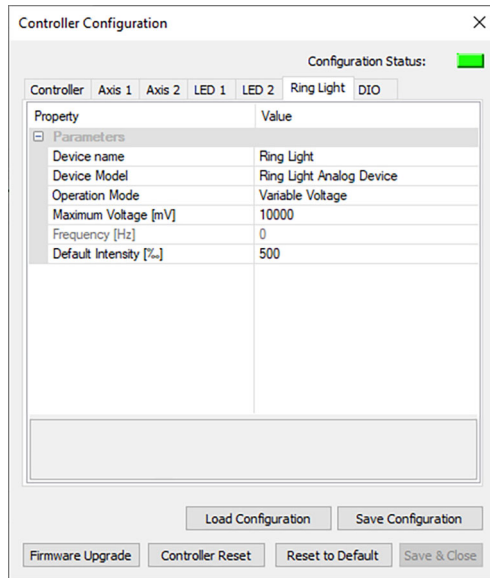 Controller Configuration
Configuration Status:
Controller Axis 1 Axis 2 LED 1 LED 2 Ring Light DIO
Property Value
Parameters
Device name Ring Light
Device Model Ring Light Analog Device
Operation Mode Variable Voltage
Maximum Voltage [mV] 10000
Frequency [Hz] 0
Default Intensity [‰] 500
Load Configuration Save Configuration
Firmware Upgrade Controller Reset Reset to Default Save & Close